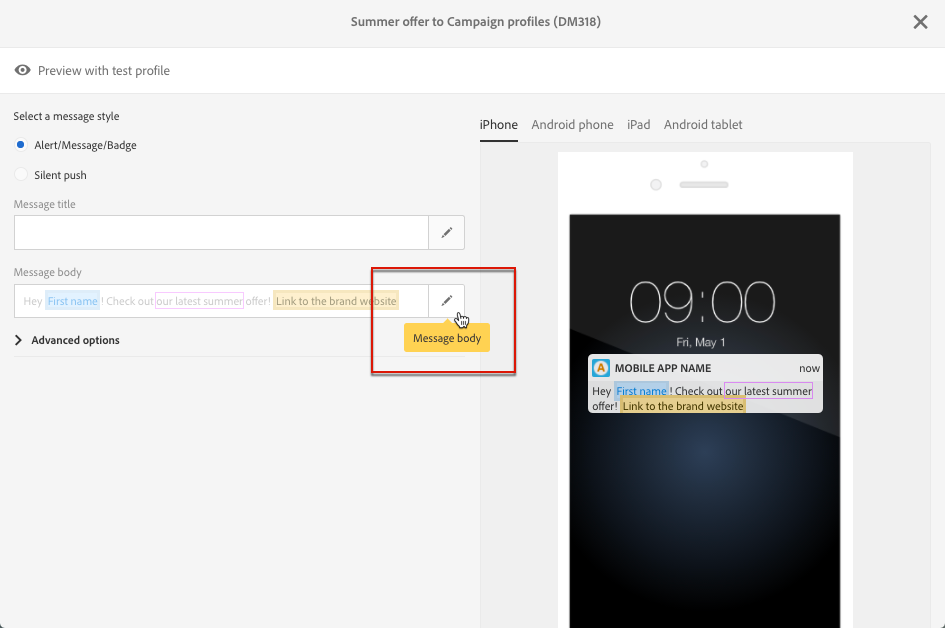 Summer offer to Campaign profiles (DM318)
Preview with test profile
Select a message style
Alert/Message/Badge
Silent push
Message title
Message body
Hey First name ! Check out our latest summer offer! Link to the brand website
Message body
Advanced options
iPhone Android phone iPad Android tablet
09:00
Fri, May 1
A MOBILE APP NAME now
Hey First name ! Check out our latest summer
offer! Link to the brand website